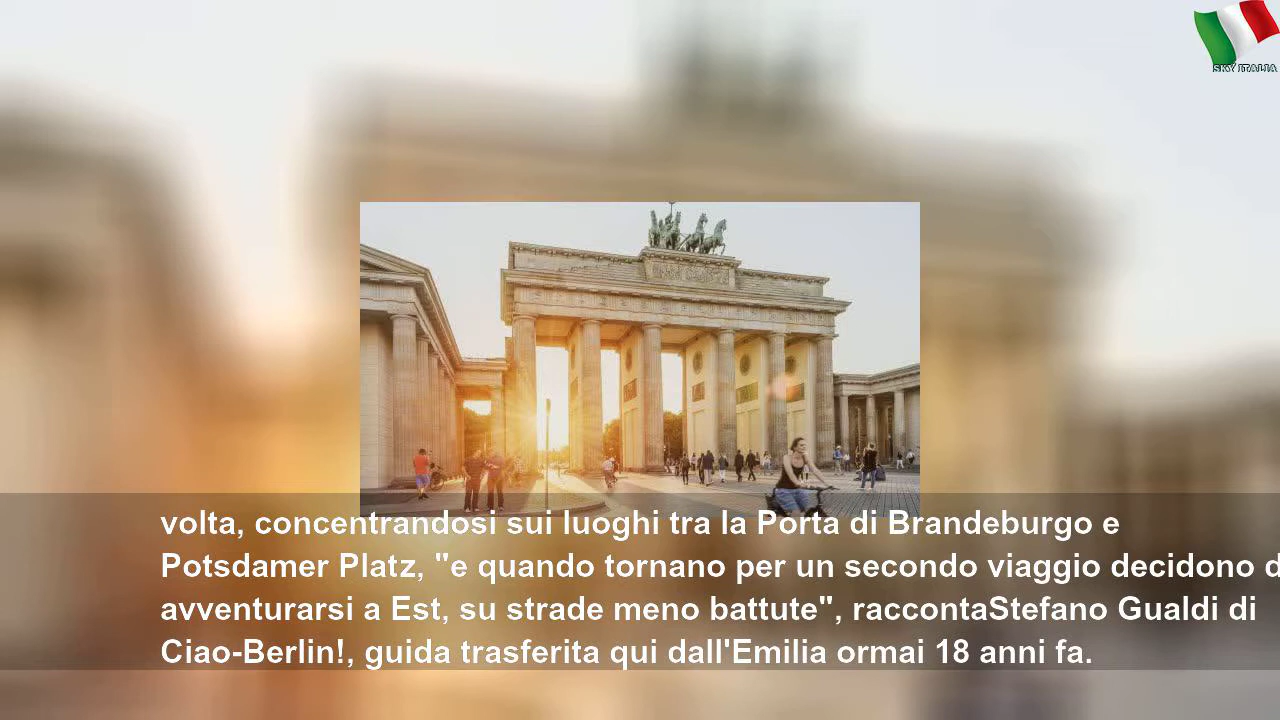 SKY ITALIA
volta, concentrandosi sui luoghi tra la Porta di Brandeburgo e
Potsdamer Platz, "e quando tornano per un secondo viaggio decidono d
avventurarsi a Est, su strade meno battute", raccontaStefano Gualdi di
Ciao-Berlin!, guida trasferita qui dall'Emilia ormai 18 anni fa.